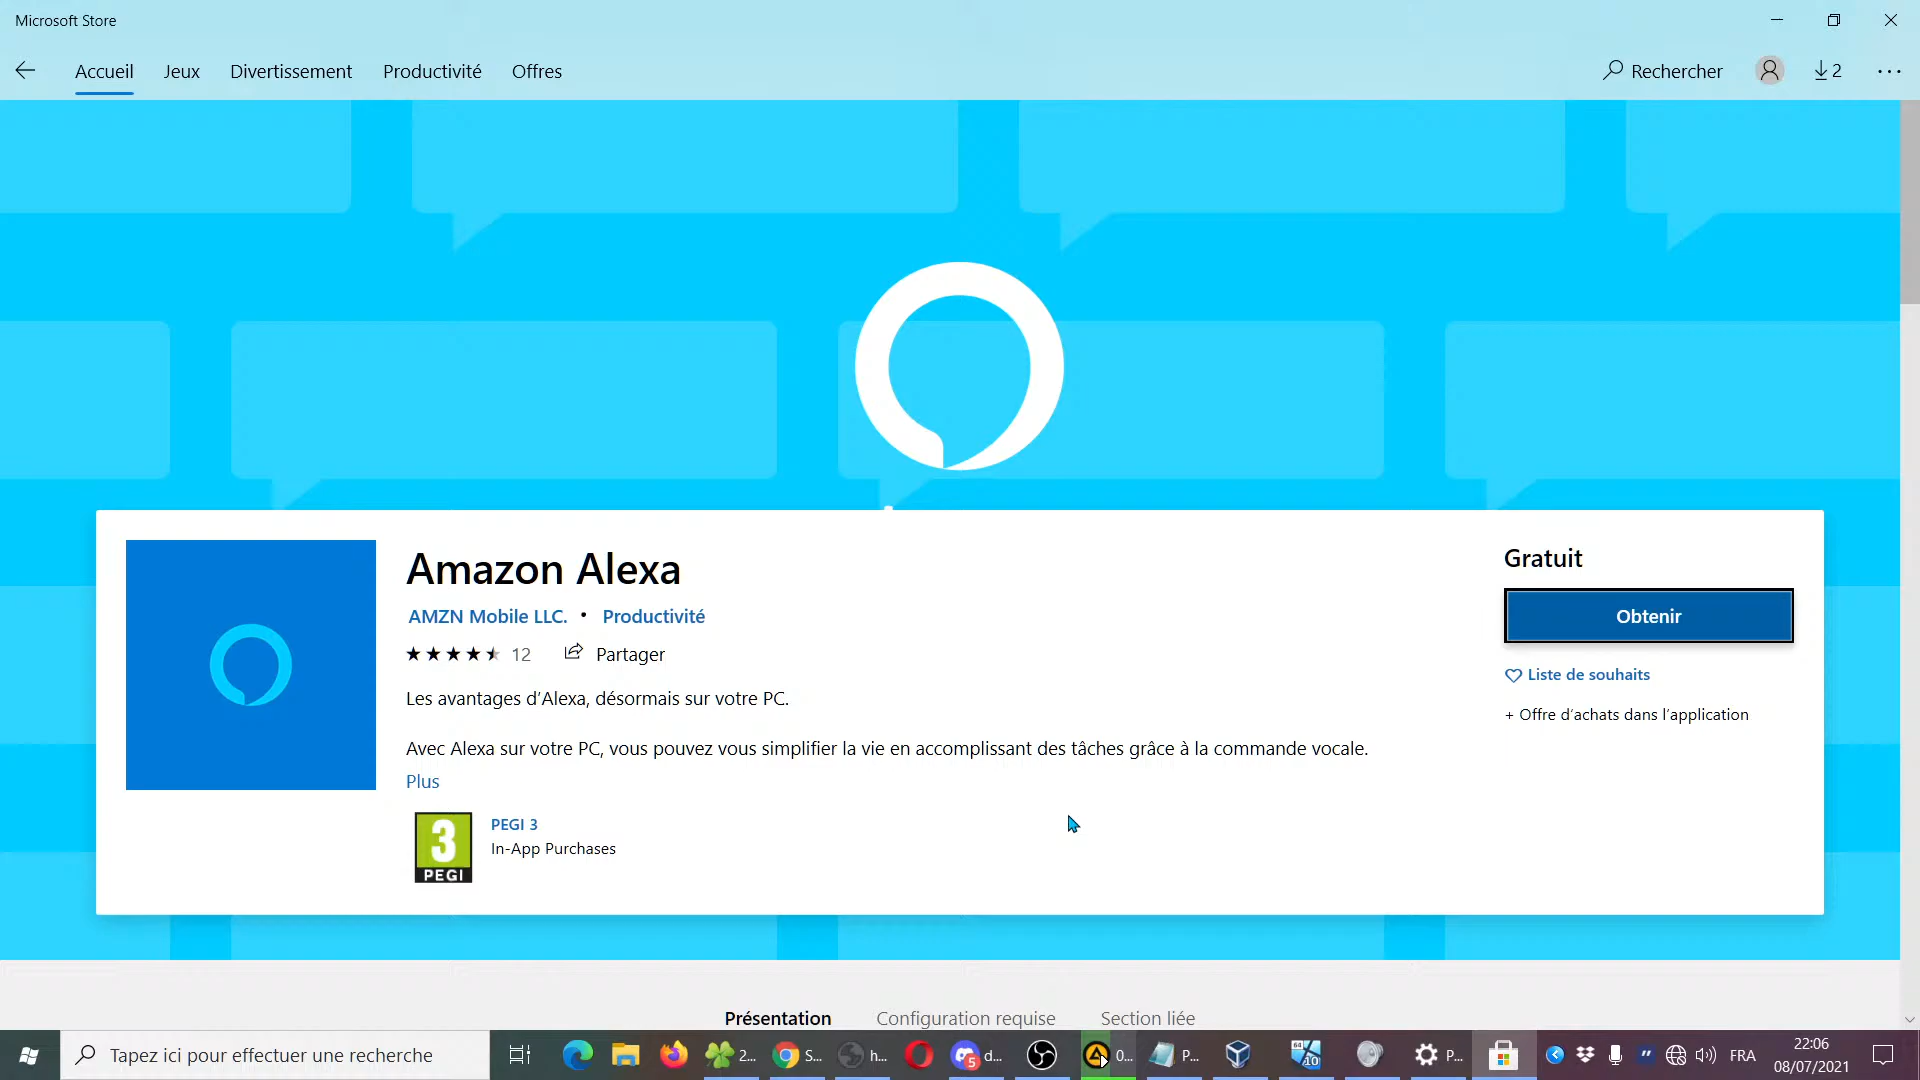 Microsoft Store
Accueil Jeux Divertissement Productivité Offres Rechercher 2
Amazon Alexa
AMZN Mobile LLC. • Productivité
12 Partager
Les avantages d’Alexa, désormais sur votre PC.
Avec Alexa sur votre PC, vous pouvez vous simplifier la vie en accomplissant des tâches grâce à la commande vocale.
Plus
3
PEGI
PEGI 3
In-App Purchases
Gratuit
Obtenir
Liste de souhaits
+ Offre d’achats dans l’application
Présentation Configuration requise Section liée
Tapez ici pour effectuer une recherche 2... S... h... 5 d... 0... P... 64 10 P... FRA
22:06
08/07/2021